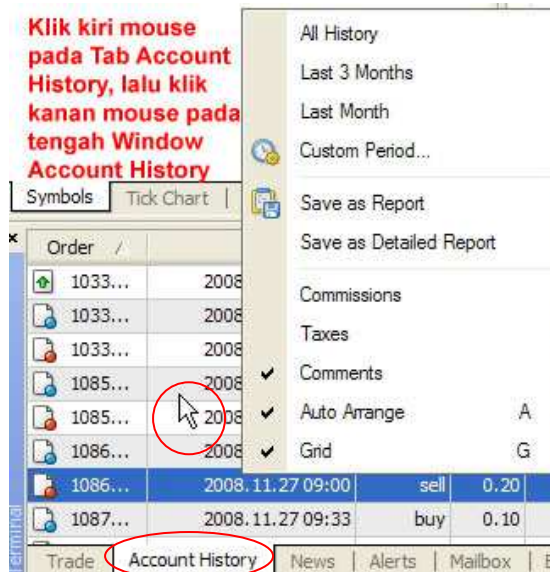 Klik kiri mouse
pada Tab Account
History, lalu klik
kanan mouse pada
tengah Window
Account History
All History
Last 3 Months
Last Month
Custom Period...
Save as Report
Save as Detailed Report
Commissions
Taxes
Comments
Auto Arrange A
Grid G
Symbols Tick Chart
Order /
1033... 2008
1033... 2008
1033... 2008
1085... 2008
1085... 2008
1086... 2008
1086... 2008.11.27 09:00 sell 0.20
1087... 2008.11.27 09:33 buy 0.10
Trade Account History News Alerts Mailbox